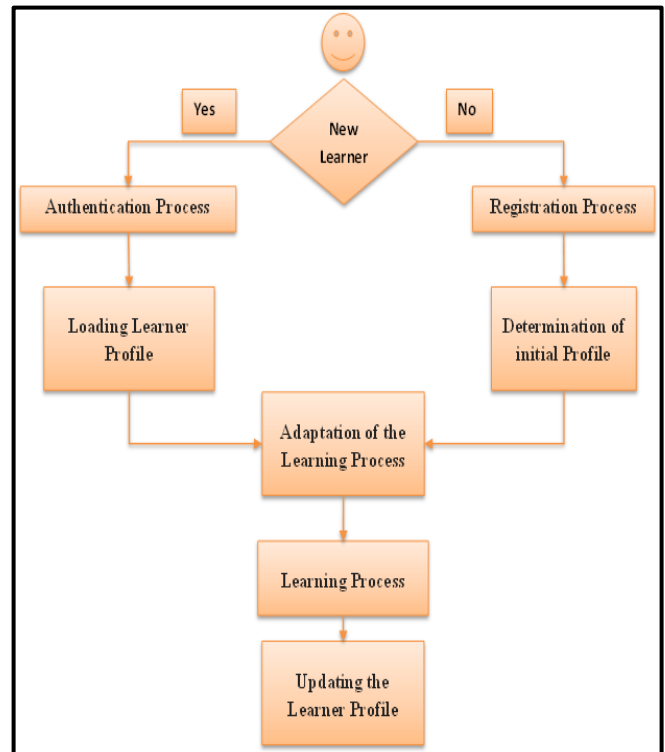 Yes
No
New
Learner
Authentication Process
Registration Process
Loading Learner
Profile
Determination of
initial Profile
Adaptation of the
Learning Process
Learning Process
Updating the
Learner Profile